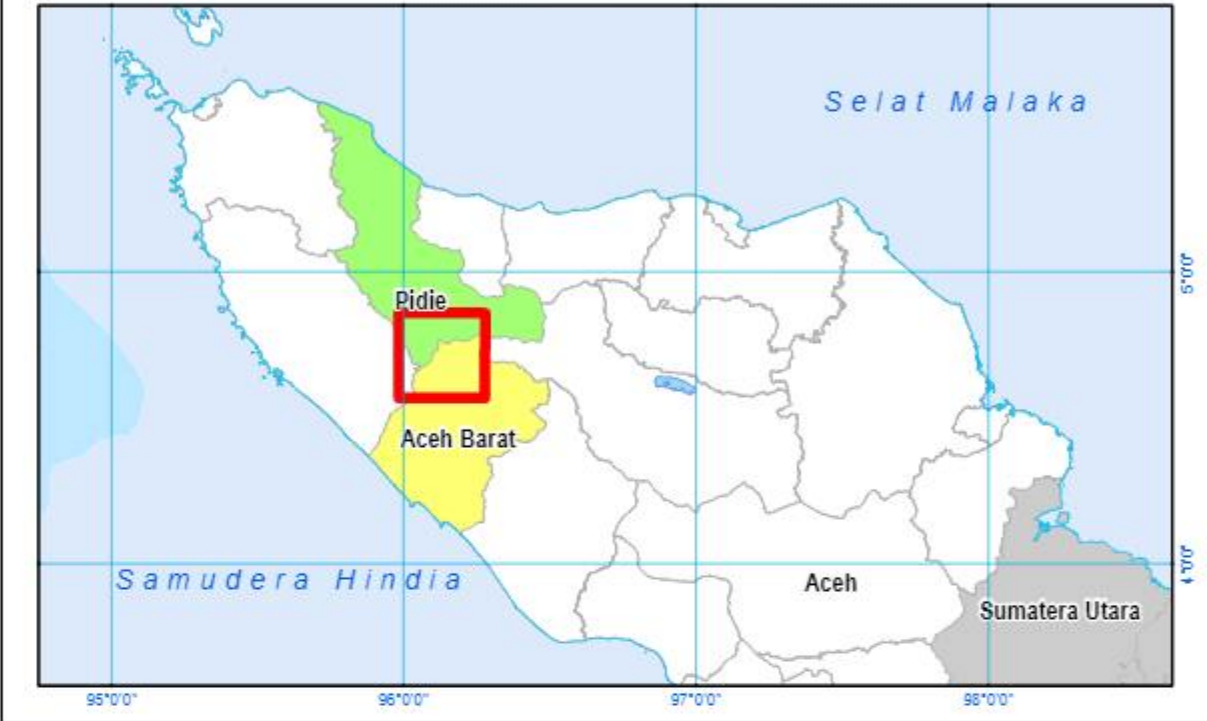 Selat Malaka
5°0'0"
Pidie
Aceh Barat
4°0'0"
Samudera Hindia
Aceh
Sumatera Utara
95°0'0"
96°0'0"
97°0'0"
98°0'0"